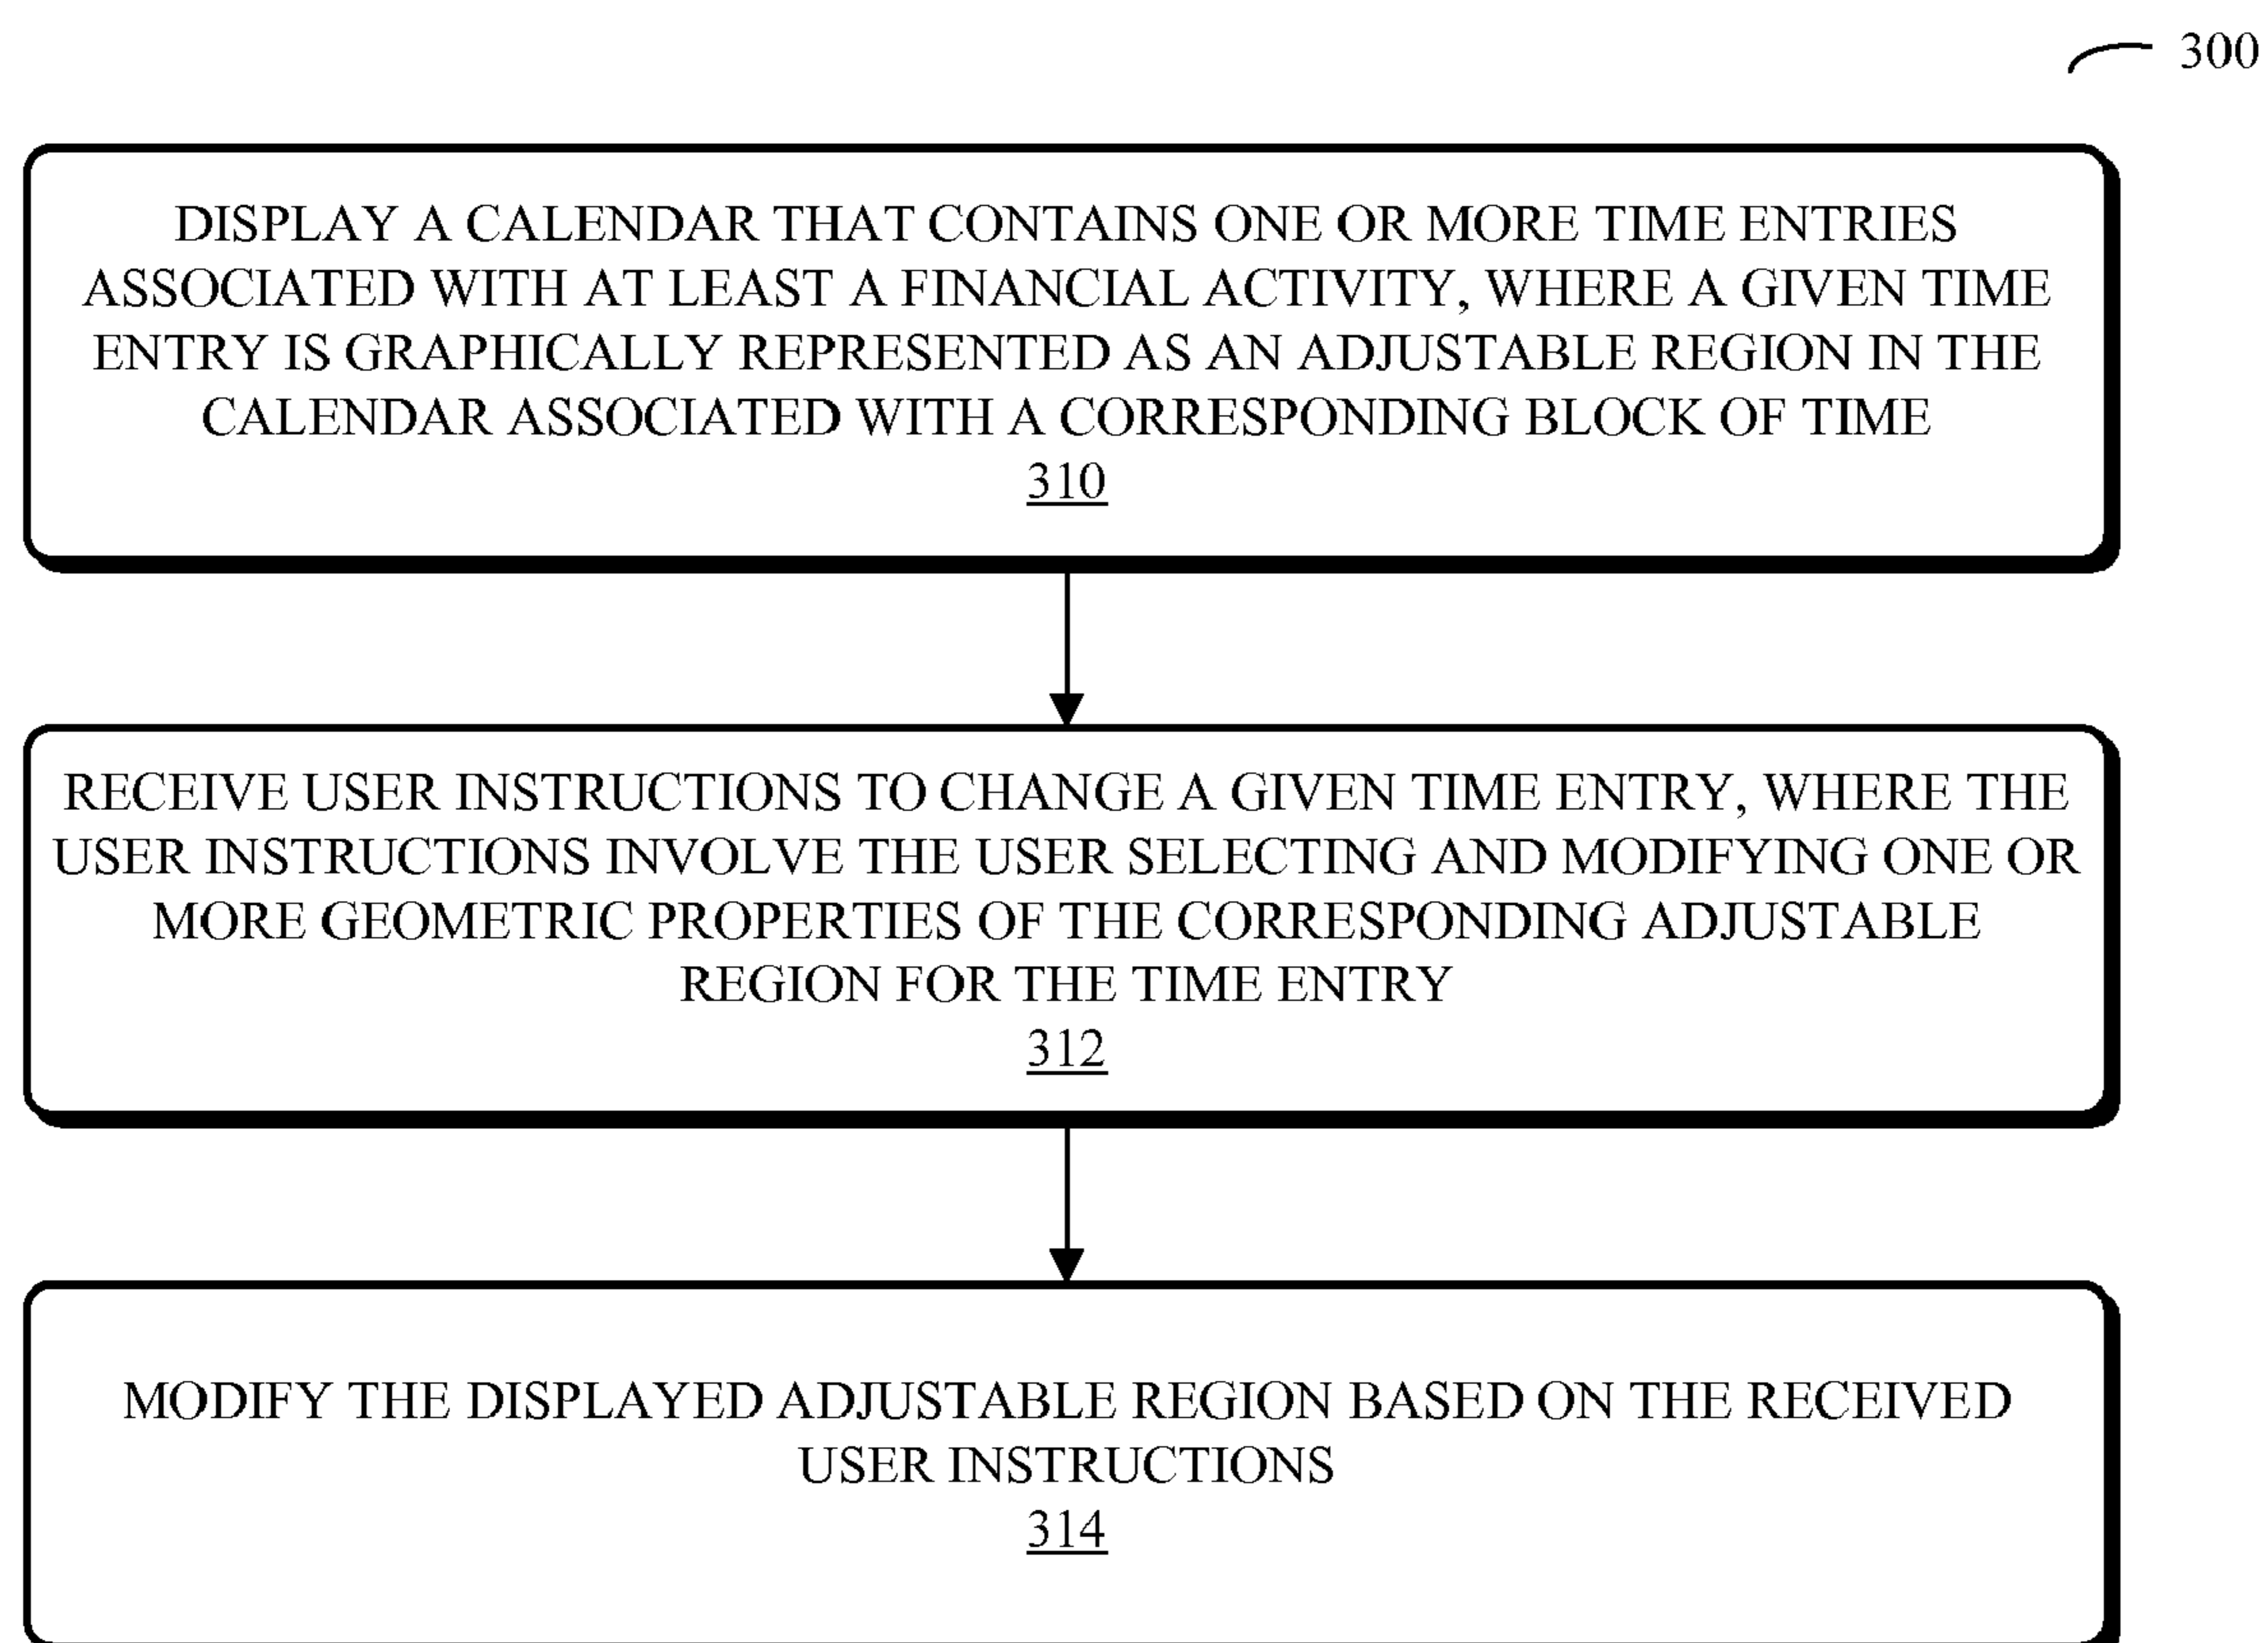 300
DISPLAY A CALENDAR THAT CONTAINS ONE OR MORE TIME ENTRIES
ASSOCIATED WITH AT LEAST A FINANCIAL ACTIVITY, WHERE A GIVEN TIME
ENTRY IS GRAPHICALLY REPRESENTED AS AN ADJUSTABLE REGION IN THE
CALENDAR ASSOCIATED WITH A CORRESPONDING BLOCK OF TIME
310
RECEIVE USER INSTRUCTIONS TO CHANGE A GIVEN TIME ENTRY, WHERE THE
USER INSTRUCTIONS INVOLVE THE USER SELECTING AND MODIFYING ONE OR
MORE GEOMETRIC PROPERTIES OF THE CORRESPONDING ADJUSTABLE
REGION FOR THE TIME ENTRY
312
MODIFY THE DISPLAYED ADJUSTABLE REGION BASED ON THE RECEIVED
USER INSTRUCTIONS
314